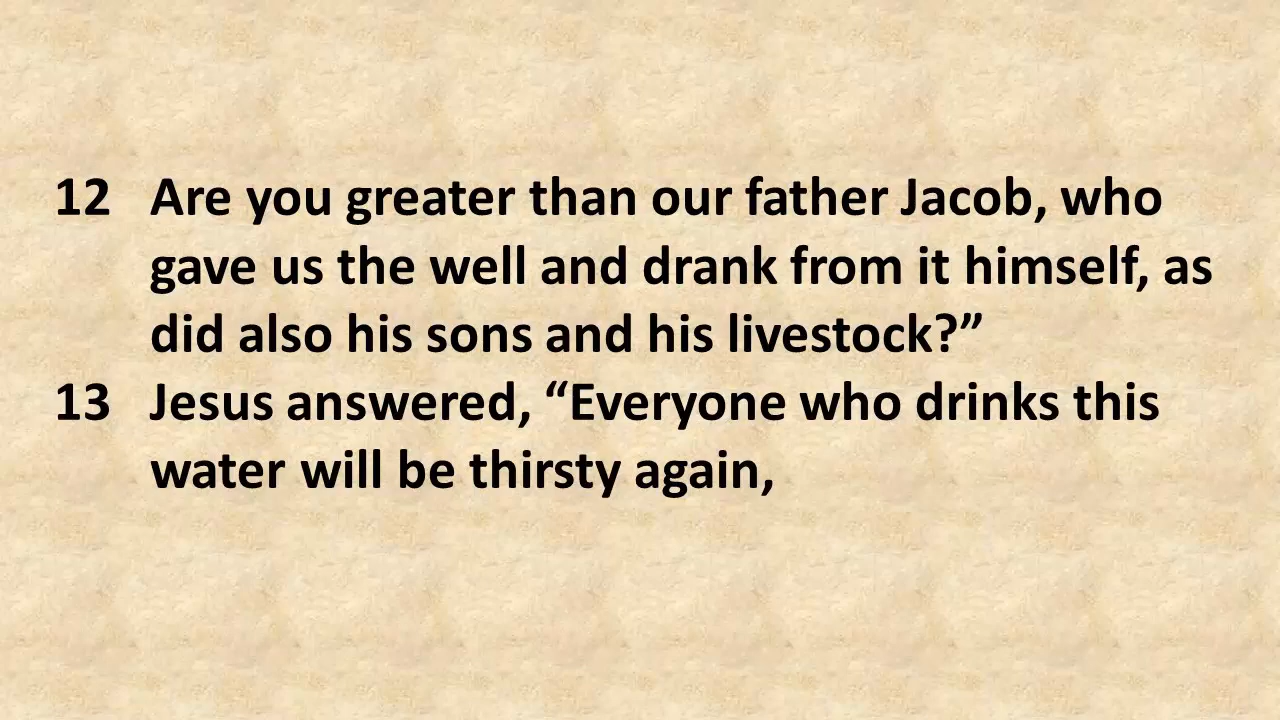 12 Are you greater than our father Jacob, who
gave us the well and drank from it himself, as
did also his sons and his livestock?”
13 Jesus answered, “Everyone who drinks this
water will be thirsty again,